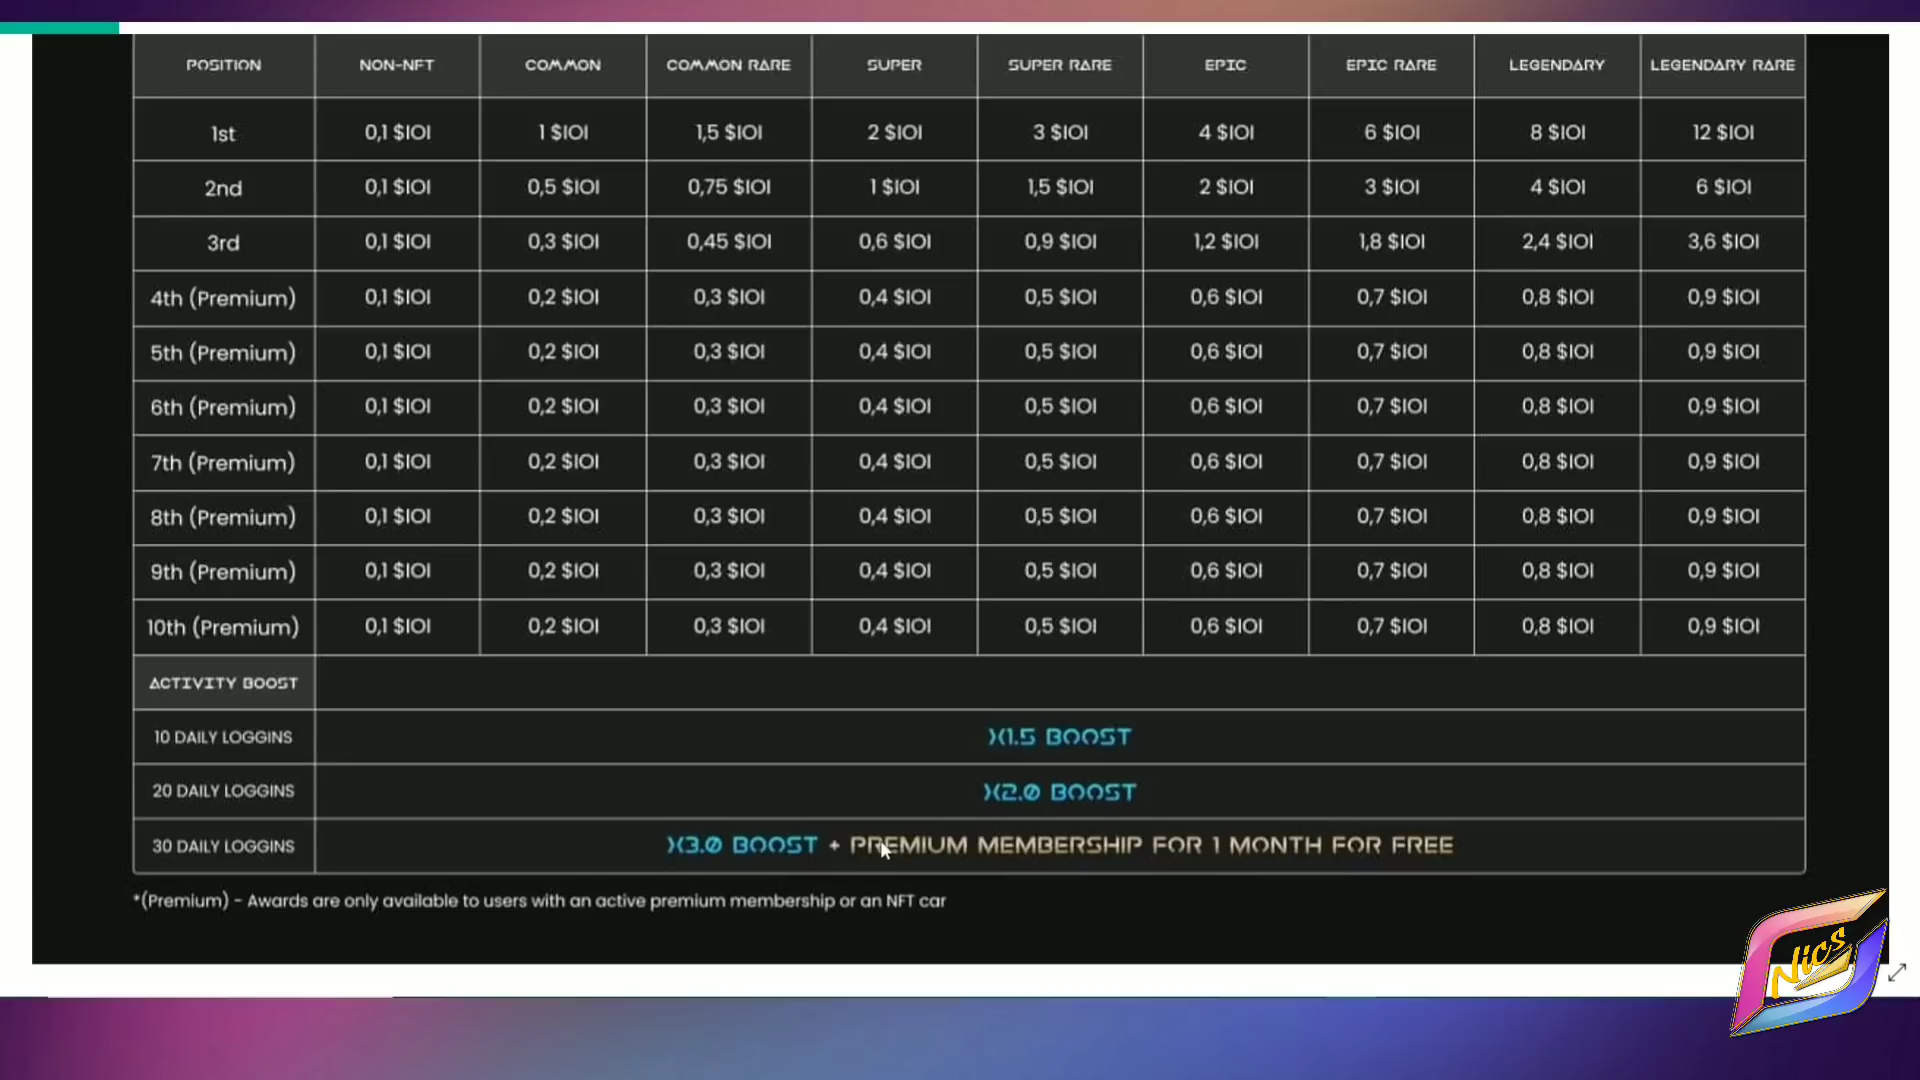 POSITION NON-NFT COMMON COMMON RARE SUPER SUPER RARE EPIC EPIC RARE LEGENDARY LEGENDARY RARE
1st 0,1 $IOI 1 $IOI 1,5 $IOI 2 $IOI 3 $IOI 4 $IOI 6 $IOI 8 $IOI 12 $IOI
2nd 0,1 $IOI 0,5 $IOI 0,75 $IOI 1 $IOI 1,5 $IOI 2 $IOI 3 $IOI 4 $IOI 6 $IOI
3rd 0,1 $IOI 0,3 $IOI 0,45 $IOI 0,6 $IOI 0,9 $IOI 1,2 $IOI 1,8 $IOI 2,4 $IOI 3,6 $IOI
4th (Premium) 0,1 $IOI 0,2 $IOI 0,3 $IOI 0,4 $IOI 0,5 $IOI 0,6 $IOI 0,7 $IOI 0,8 $IOI 0,9 $IOI
5th (Premium) 0,1 $IOI 0,2 $IOI 0,3 $IOI 0,4 $IOI 0,5 $IOI 0,6 $IOI 0,7 $IOI 0,8 $IOI 0,9 $IOI
6th (Premium) 0,1 $IOI 0,2 $IOI 0,3 $IOI 0,4 $IOI 0,5 $IOI 0,6 $IOI 0,7 $IOI 0,8 $IOI 0,9 $IOI
7th (Premium) 0,1 $IOI 0,2 $IOI 0,3 $IOI 0,4 $IOI 0,5 $IOI 0,6 $IOI 0,7 $IOI 0,8 $IOI 0,9 $IOI
8th (Premium) 0,1 $IOI 0,2 $IOI 0,3 $IOI 0,4 $IOI 0,5 $IOI 0,6 $IOI 0,7 $IOI 0,8 $IOI 0,9 $IOI
9th (Premium) 0,1 $IOI 0,2 $IOI 0,3 $IOI 0,4 $IOI 0,5 $IOI 0,6 $IOI 0,7 $IOI 0,8 $IOI 0,9 $IOI
10th (Premium) 0,1 $IOI 0,2 $IOI 0,3 $IOI 0,4 $IOI 0,5 $IOI 0,6 $IOI 0,7 $IOI 0,8 $IOI 0,9 $IOI
ACTIVITY BOOST
10 DAILY LOGGINS X1.5 BOOST
20 DAILY LOGGINS X2.0 BOOST
30 DAILY LOGGINS X3.0 BOOST + PREMIUM MEMBERSHIP FOR 1 MONTH FOR FREE
*(Premium) - Awards are only available to users with an active premium membership or an NFT car
NICS